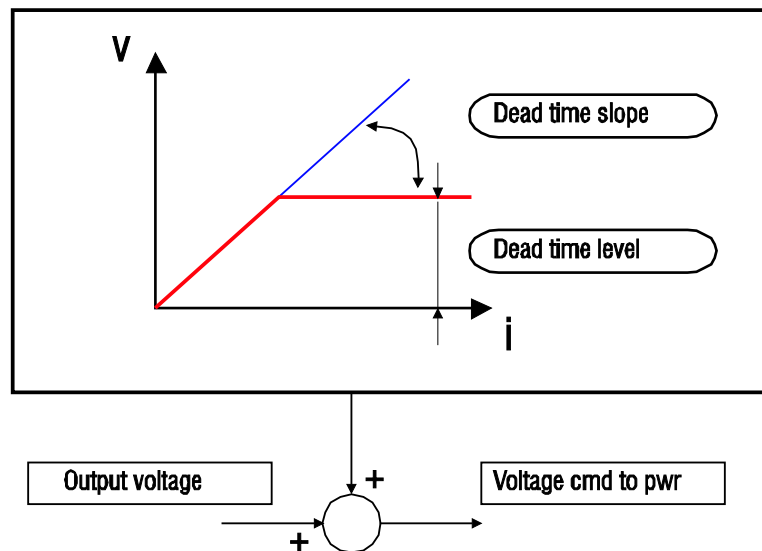 V
Dead time slope
Dead time level
i
Output voltage
+
Voltage cmd to pwr
+